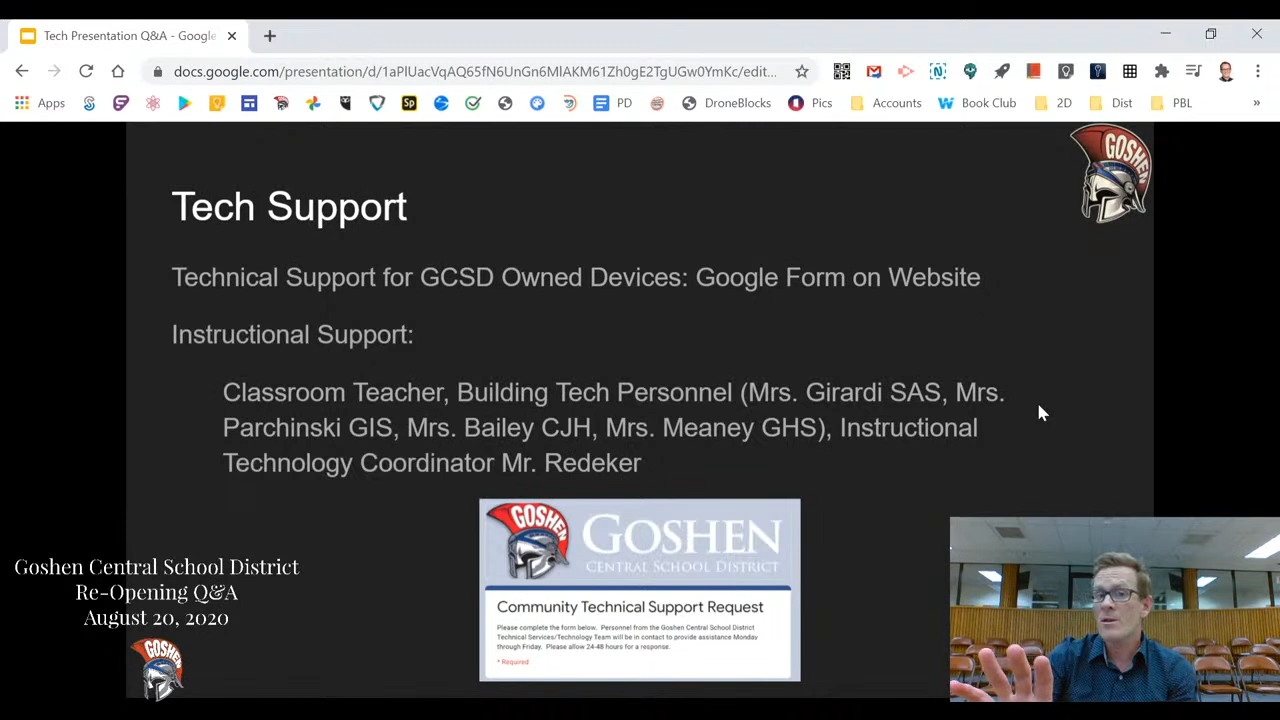 Tech Presentation Q&A - Google
docs.google.com/presentation/d/1aPlUacVqAQ65fN6UnGn6MlAKM61Zh0gE2TgUGw0YmKc/edit...
Apps
Sp
PD
DroneBlocks
Pics
Accounts
Book Club
2D
Dist
PBL
GOSHEN
Tech Support
Technical Support for GCSD Owned Devices: Google Form on Website
Instructional Support:
Classroom Teacher, Building Tech Personnel (Mrs. Girardi SAS, Mrs.
Parchinski GIS, Mrs. Bailey CJH, Mrs. Meaney GHS), Instructional
Technology Coordinator Mr. Redeker
GOSHEN
GOSHEN
CENTRAL SCHOOL DISTRICT
Community Technical Support Request
Please complete the form below. Personnel from the Goshen Central School District
Technical Services/Technology Team will be in contact to provide assistance Monday
through Friday. Please allow 24-48 hours for a response.
* Required
Goshen Central School District
Re-Opening Q&A
August 20, 2020
GOSHEN